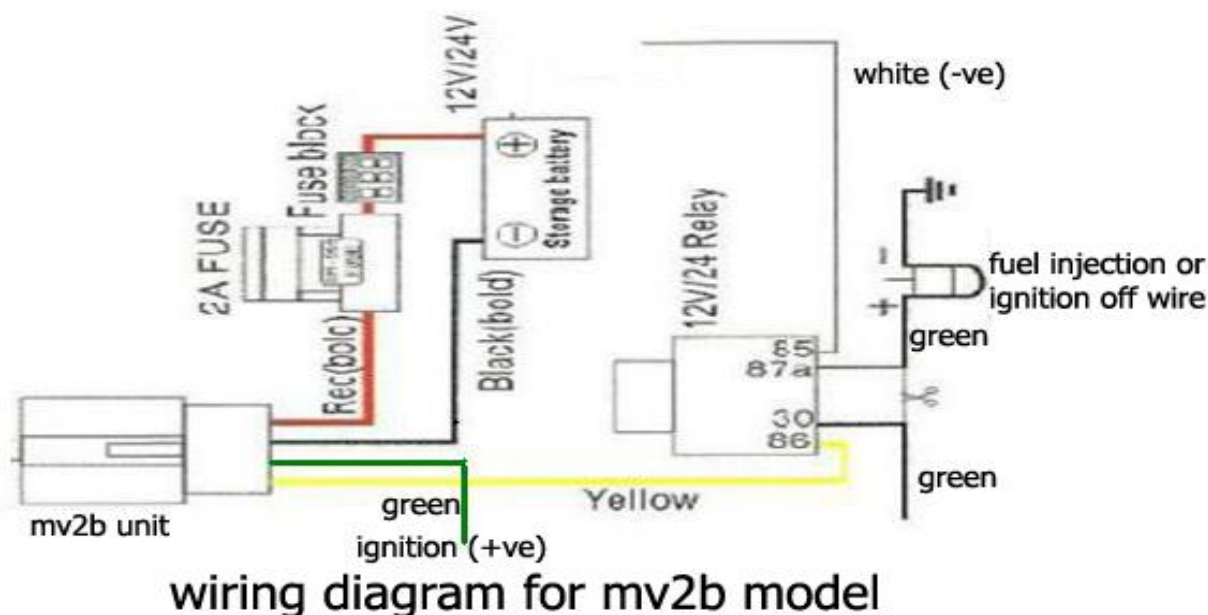 12V/24V
white (-ve)
Fuse block
2A FUSE
+
-
Storage battery
12V/24 Relay
fuel injection or
ignition off wire
-
+
green
85
87a
30
86
Rec(bolc)
Black(bold)
green
Yellow
green
mv2b unit
ignition (+ve)
wiring diagram for mv2b model